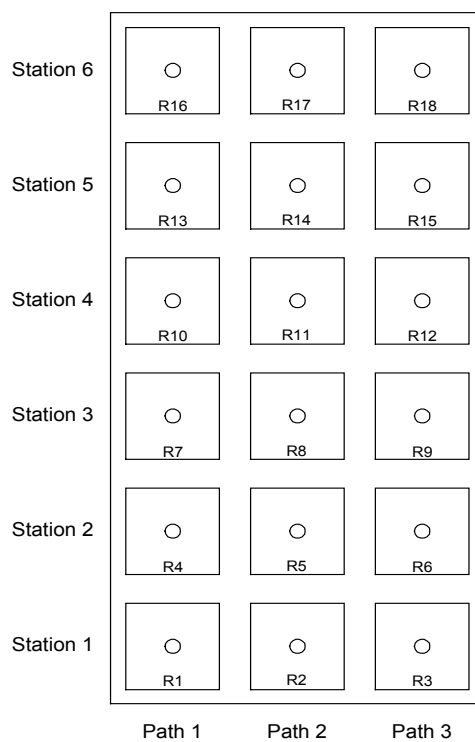 Station 6
R16 R17 R18
Station 5
R13 R14 R15
Station 4
R10 R11 R12
Station 3
R7 R8 R9
Station 2
R4 R5 R6
Station 1
R1 R2 R3
Path 1 Path 2 Path 3